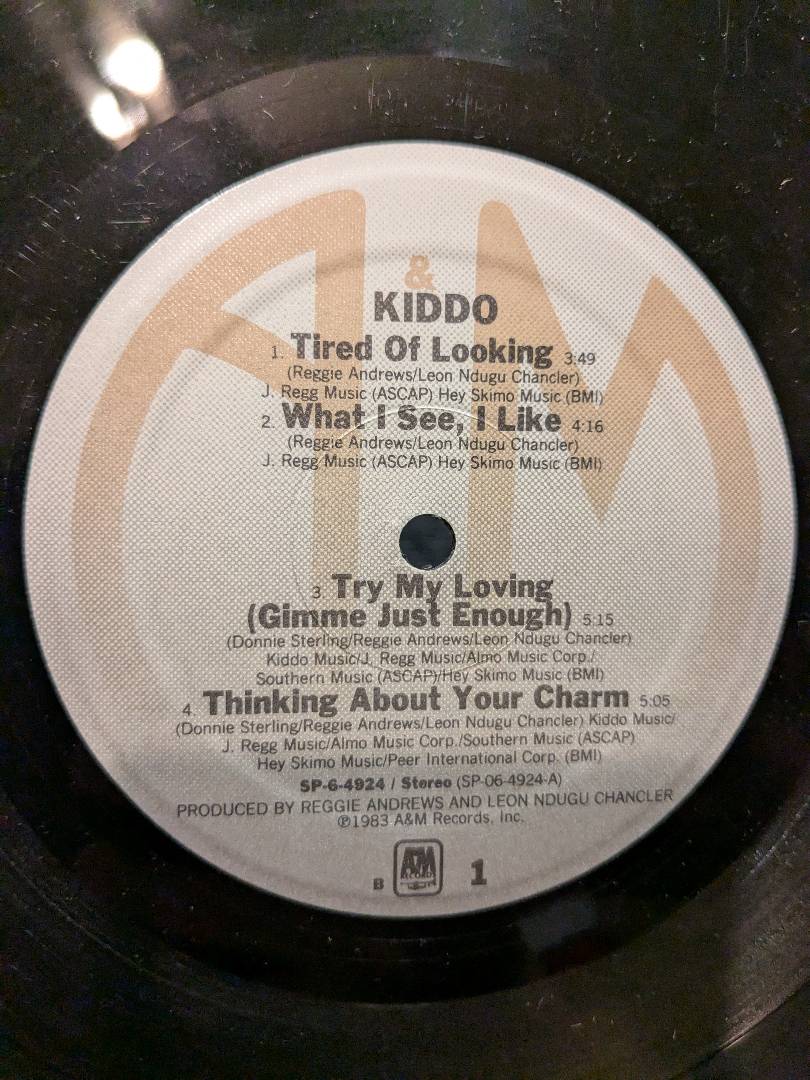 &
KIDDO
1. Tired Of Looking 3:49
(Reggie Andrews/Leon Ndugu Chancler)
J. Regg Music (ASCAP) Hey Skimo Music (BMI)
2. What I See, I Like 4:16
(Reggie Andrews/Leon Ndugu Chancler)
J. Regg Music (ASCAP) Hey Skimo Music (BMI)
3. Try My Loving
(Gimme Just Enough) 5:15
(Donnie Sterling/Reggie Andrews/Leon Ndugu Chancler)
Kiddo Music/J. Regg Music/Almo Music Corp./
Southern Music (ASCAP)/Hey Skimo Music (BMI)
4. Thinking About Your Charm 5:05
(Donnie Sterling/Reggie Andrews/Leon Ndugu Chancler) Kiddo Music/
J. Regg Music/Almo Music Corp./Southern Music (ASCAP)
Hey Skimo Music/Peer International Corp. (BMI)
SP-6-4924 / Stereo (SP-06-4924-A)
PRODUCED BY REGGIE ANDREWS AND LEON NDUGU CHANCLER
℗1983 A&M Records, Inc.
B A&M RECORDS 1